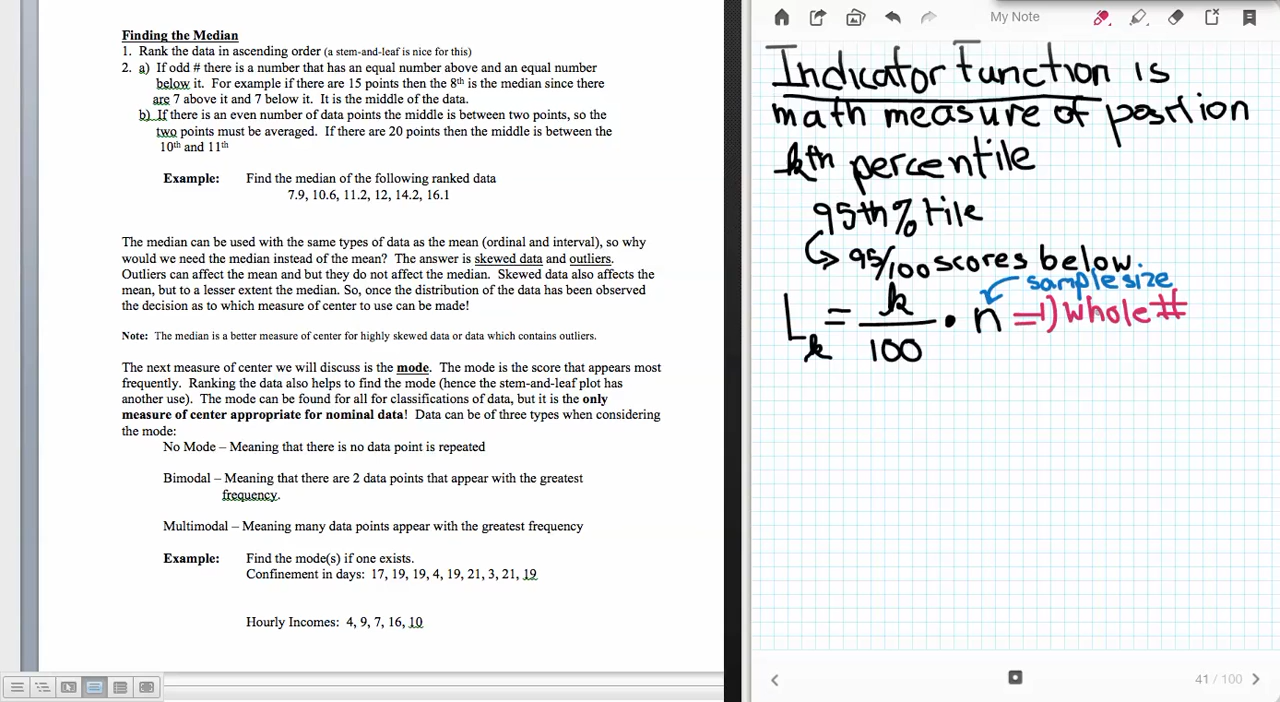 Finding the Median
1. Rank the data in ascending order (a stem-and-leaf is nice for this)
2. a) If odd # there is a number that has an equal number above and an equal number
below it. For example if there are 15 points then the 8th is the median since there
are 7 above it and 7 below it. It is the middle of the data.
b) If there is an even number of data points the middle is between two points, so the
two points must be averaged. If there are 20 points then the middle is between the
10th and 11th
Example: Find the median of the following ranked data
7.9, 10.6, 11.2, 12, 14.2, 16.1
The median can be used with the same types of data as the mean (ordinal and interval), so why
would we need the median instead of the mean? The answer is skewed data and outliers.
Outliers can affect the mean and but they do not affect the median. Skewed data also affects the
mean, but to a lesser extent the median. So, once the distribution of the data has been observed
the decision as to which measure of center to use can be made!
Note: The median is a better measure of center for highly skewed data or data which contains outliers.
The next measure of center we will discuss is the mode. The mode is the score that appears most
frequently. Ranking the data also helps to find the mode (hence the stem-and-leaf plot has
another use). The mode can be found for all for classifications of data, but it is the only
measure of center appropriate for nominal data! Data can be of three types when considering
the mode:
No Mode – Meaning that there is no data point is repeated
Bimodal – Meaning that there are 2 data points that appear with the greatest
frequency.
Multimodal – Meaning many data points appear with the greatest frequency
Example: Find the mode(s) if one exists.
Confinement in days: 17, 19, 19, 4, 19, 21, 3, 21, 19
Hourly Incomes: 4, 9, 7, 16, 10
My Note
Indicator Function is
math measure of position
kth percentile
95th %tile
95/100 scores below.
sample size
L_k = k/100 · n =1) whole #
41 / 100